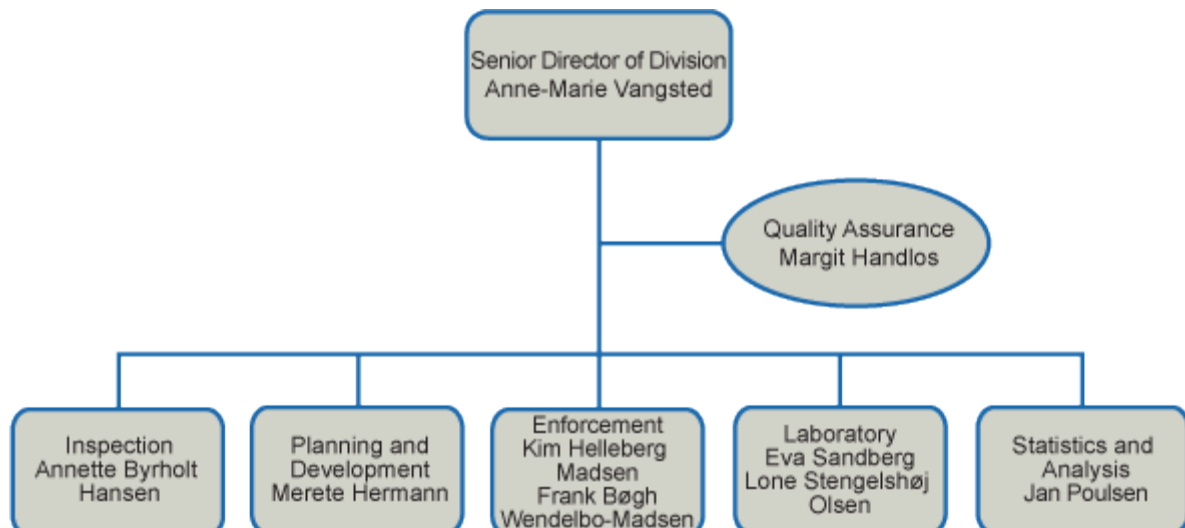 Senior Director of Division
Anne-Marie Vangsted
Quality Assurance
Margit Handlos
Inspection
Annette Byrholt
Hansen
Planning and
Development
Merete Hermann
Enforcement
Kim Helleberg
Madsen
Frank Bøgh
Wendelbo-Madsen
Laboratory
Eva Sandberg
Lone Stengelshøj
Olsen
Statistics and
Analysis
Jan Poulsen